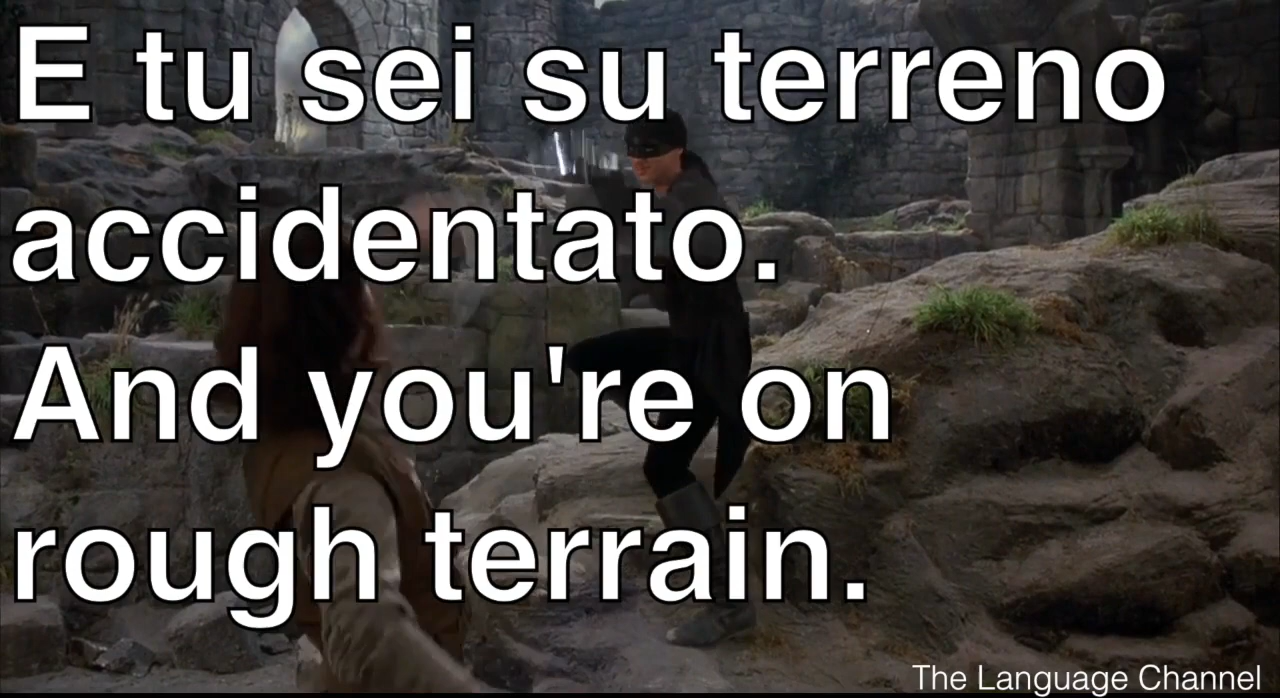 E tu sei su terreno
accidentato.
And you're on
rough terrain.
The Language Channel